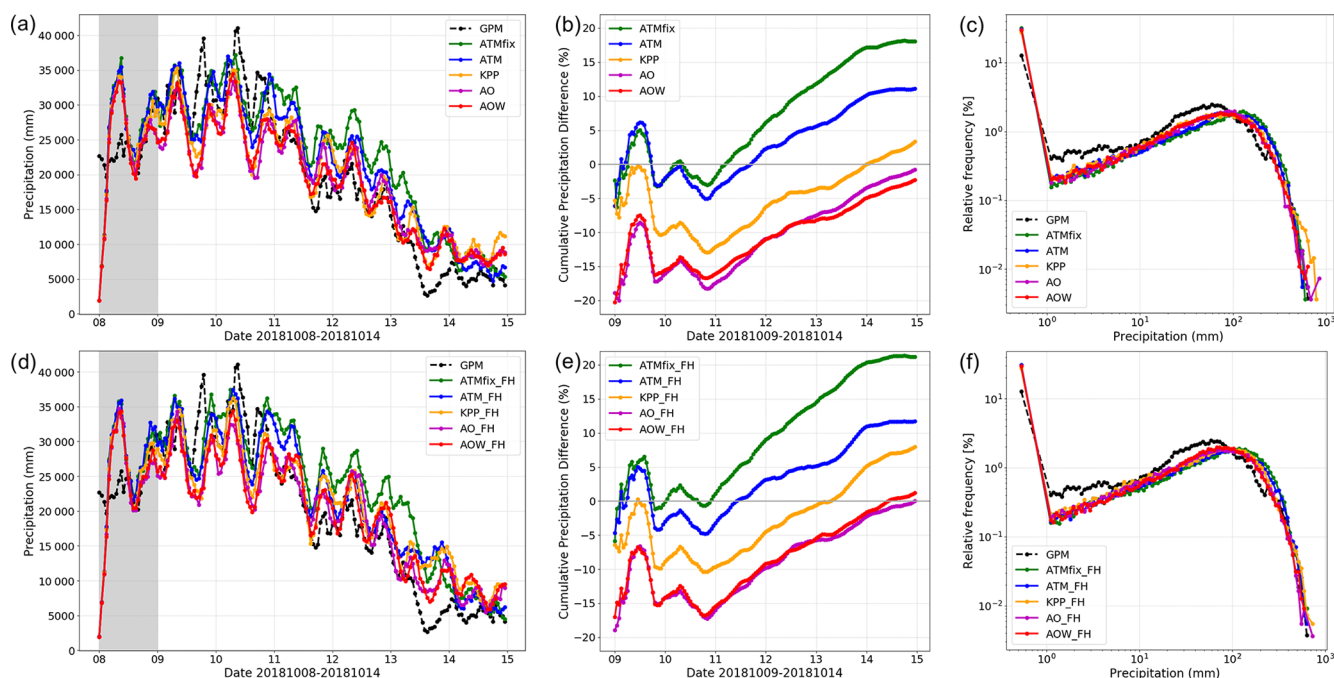 (a)
40 000
35 000
30 000
25 000
20 000
15 000
10 000
5000
0
Precipitation (mm)
GPM
ATMfix
ATM
KPP
AO
AOW
08 09 10 11 12 13 14 15
Date 20181008-20181014
(b)
20
15
10
5
0
−5
−10
−15
−20
Cumulative Precipitation Difference (%)
ATMfix
ATM
KPP
AO
AOW
09 10 11 12 13 14 15
Date 20181009-20181014
(c)
10¹
10⁰
10⁻¹
10⁻²
Relative frequency [%]
GPM
ATMfix
ATM
KPP
AO
AOW
10⁰ 10¹ 10² 10³
Precipitation (mm)
(d)
40 000
35 000
30 000
25 000
20 000
15 000
10 000
5000
0
Precipitation (mm)
GPM
ATMfix_FH
ATM_FH
KPP_FH
AO_FH
AOW_FH
08 09 10 11 12 13 14 15
Date 20181008-20181014
(e)
20
15
10
5
0
−5
−10
−15
−20
Cumulative Precipitation Difference (%)
ATMfix_FH
ATM_FH
KPP_FH
AO_FH
AOW_FH
09 10 11 12 13 14 15
Date 20181009-20181014
(f)
10¹
10⁰
10⁻¹
10⁻²
Relative frequency [%]
GPM
ATMfix_FH
ATM_FH
KPP_FH
AO_FH
AOW_FH
10⁰ 10¹ 10² 10³
Precipitation (mm)